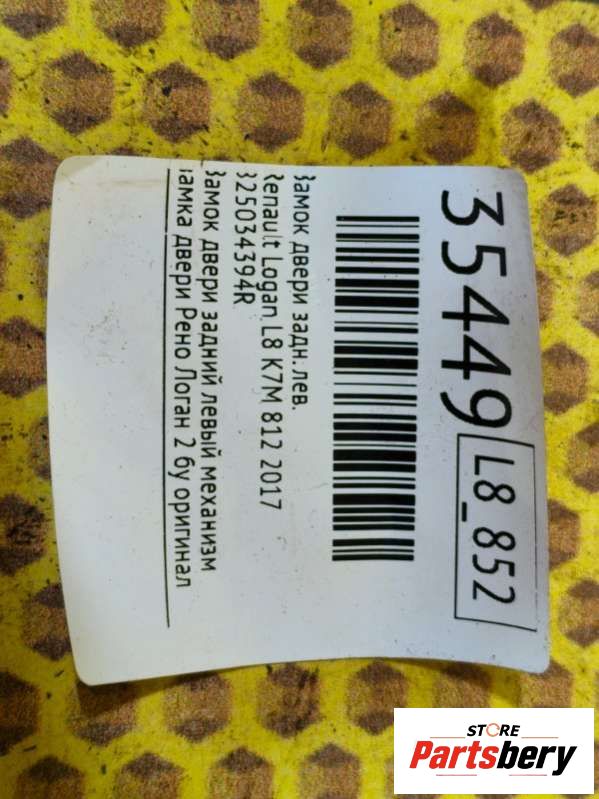 35449 L8_852
Замок двери задн. лев.
Renault Logan L8 K7M 812 2017
825034394R
Замок двери задний левый механизм
замка двери Рено Логан 2 бу оригинал
STORE
Partsbery